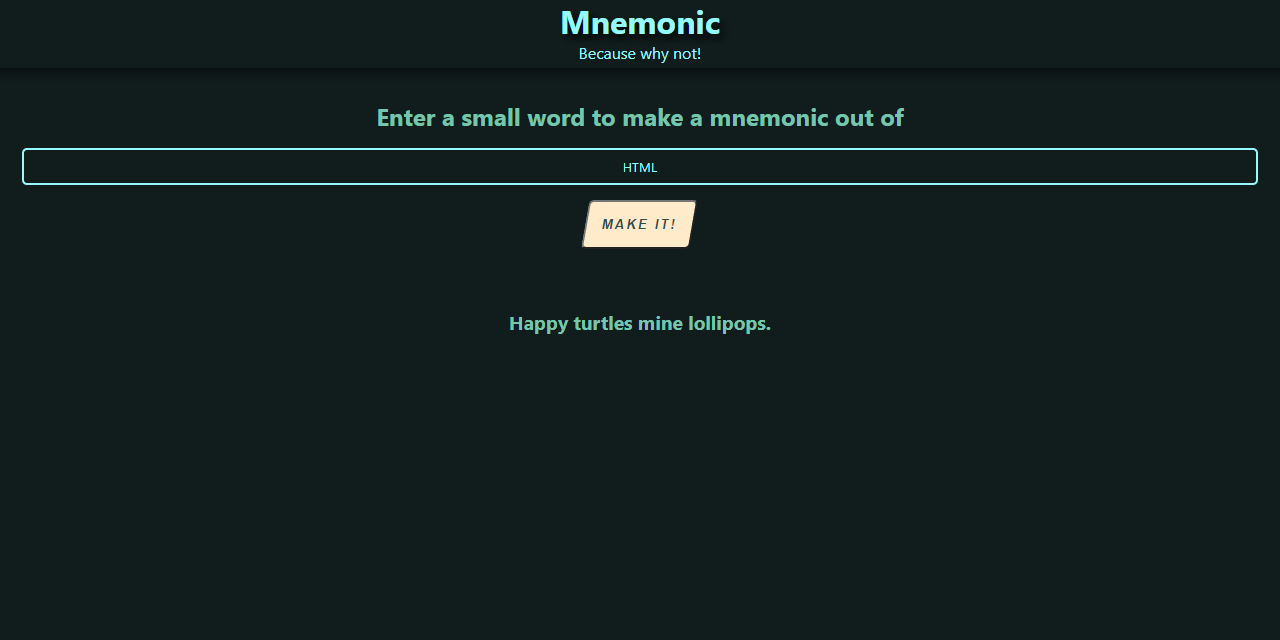 Mnemonic
Because why not!
Enter a small word to make a mnemonic out of
HTML
MAKE IT!
Happy turtles mine lollipops.